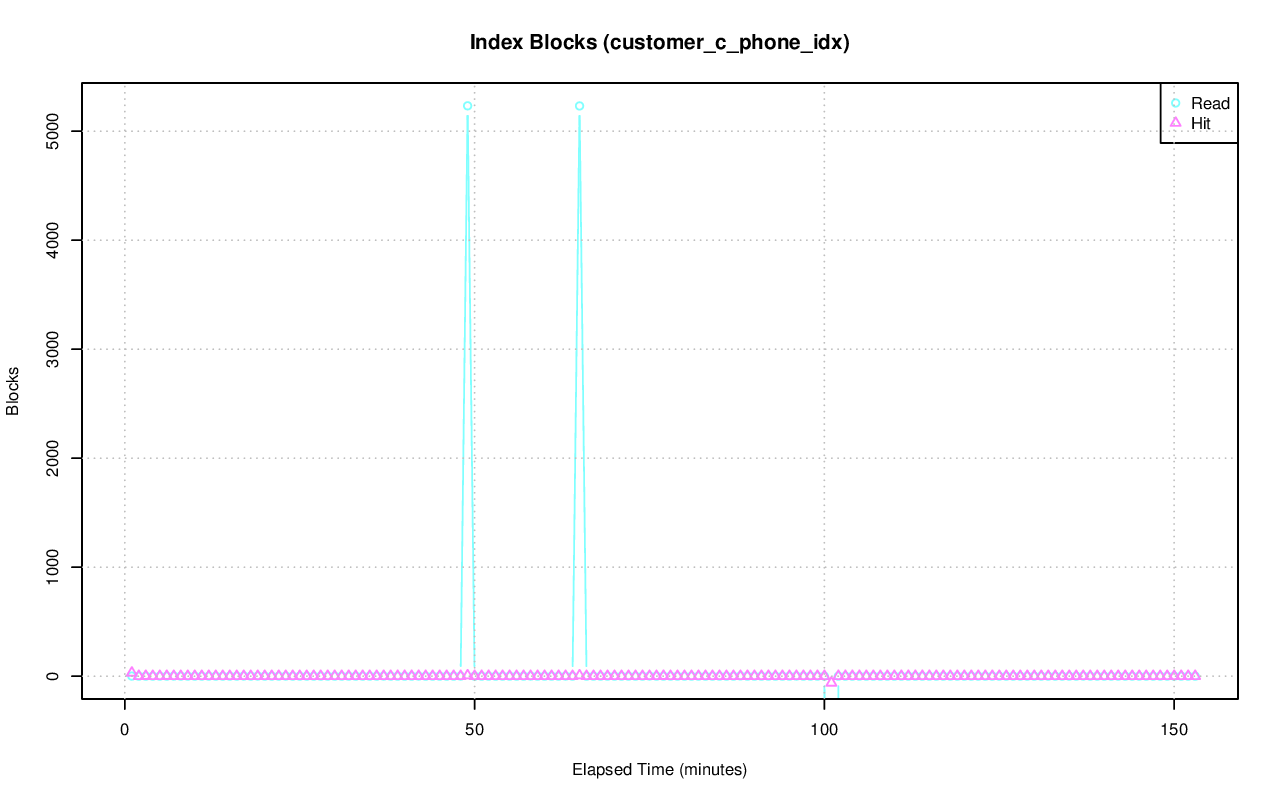 Index Blocks (customer_c_phone_idx)
Read
Hit
5000
4000
3000
2000
1000
0
Blocks
0 50 100 150
Elapsed Time (minutes)